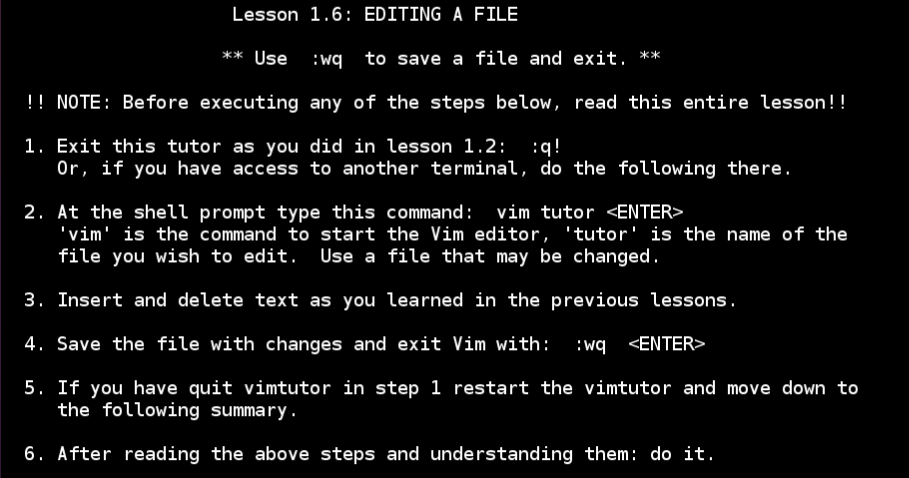 Lesson 1.6: EDITING A FILE
** Use  :wq  to save a file and exit. **
!! NOTE: Before executing any of the steps below, read this entire lesson!!
1. Exit this tutor as you did in lesson 1.2:  :q!
Or, if you have access to another terminal, do the following there.
2. At the shell prompt type this command:  vim tutor <ENTER>
'vim' is the command to start the Vim editor, 'tutor' is the name of the
file you wish to edit.  Use a file that may be changed.
3. Insert and delete text as you learned in the previous lessons.
4. Save the file with changes and exit Vim with:  :wq  <ENTER>
5. If you have quit vimtutor in step 1 restart the vimtutor and move down to
the following summary.
6. After reading the above steps and understanding them: do it.